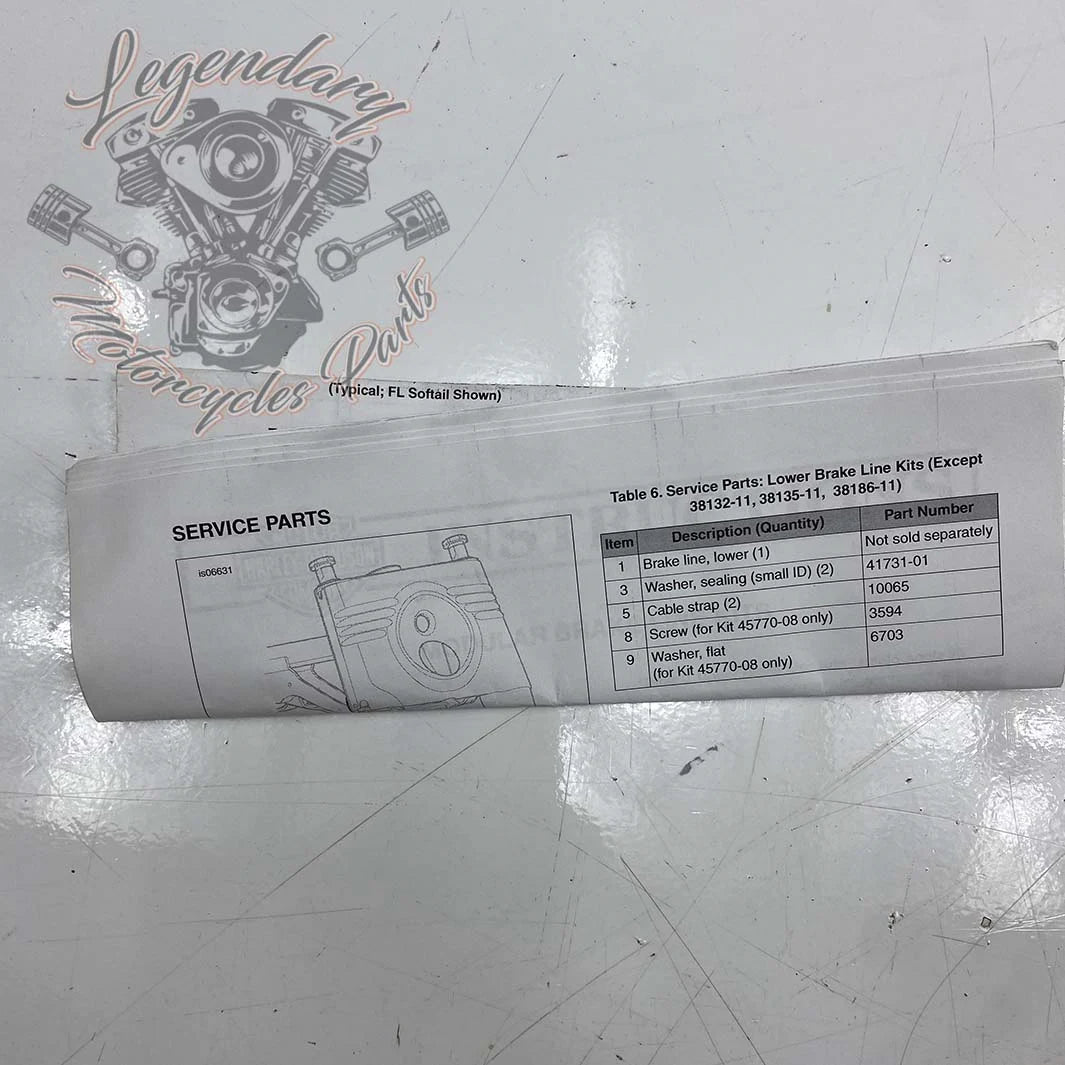 Legendary
Motorcycles Parts
(Typical; FL Softail Shown)
SERVICE PARTS
is06631
Table 6. Service Parts: Lower Brake Line Kits (Except
38132-11, 38135-11, 38186-11)
Item Description (Quantity) Part Number
1 Brake line, lower (1) Not sold separately
3 Washer, sealing (small ID) (2) 41731-01
5 Cable strap (2) 10065
8 Screw (for Kit 45770-08 only) 3594
9 Washer, flat 6703
(for Kit 45770-08 only)